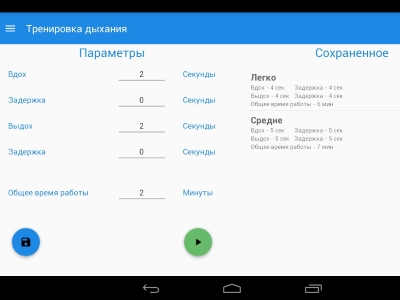 Тренировка дыхания
Параметры
Вдох 2 Секунды
Задержка 0 Секунды
Выдох 2 Секунды
Задержка 0 Секунды
Общее время работы 2 Минуты
Сохраненное
Легко
Вдох - 4 сек Задержка - 4 сек
Выдох - 4 сек Задержка - 4 сек
Общее время работы - 6 мин
Средне
Вдох - 5 сек Задержка - 5 сек
Выдох - 5 сек Задержка - 5 сек
Общее время работы - 7 мин